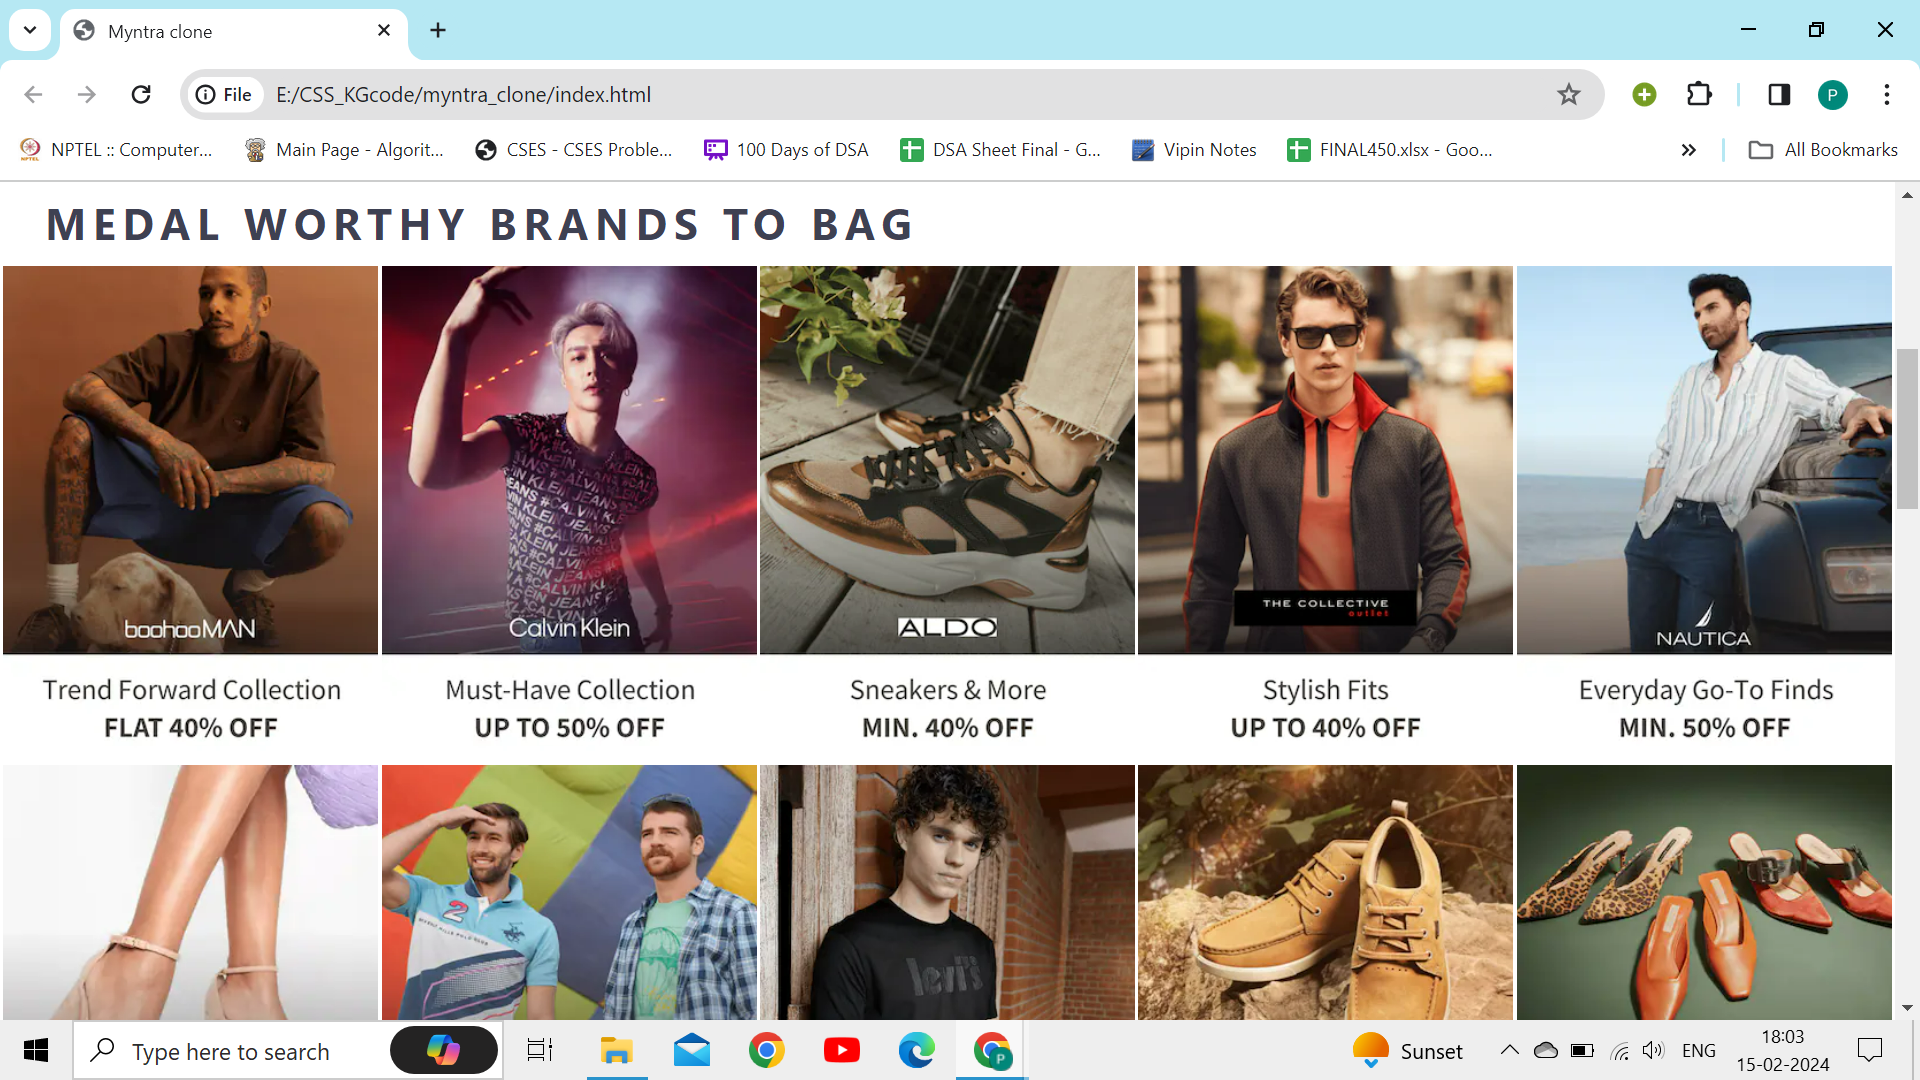 Myntra clone
File E:/CSS_KGcode/myntra_clone/index.html
P
NPTEL :: Computer... Main Page - Algorit... CSES - CSES Proble... 100 Days of DSA DSA Sheet Final - G... Vipin Notes FINAL450.xlsx - Goo... » All Bookmarks
MEDAL WORTHY BRANDS TO BAG
boohooMAN Calvin Klein ALDO THE COLLECTIVE outlet NAUTICA
Trend Forward Collection Must-Have Collection Sneakers & More Stylish Fits Everyday Go-To Finds
FLAT 40% OFF UP TO 50% OFF MIN. 40% OFF UP TO 40% OFF MIN. 50% OFF
2
levi's
Type here to search
P
Sunset
ENG
18:03
15-02-2024